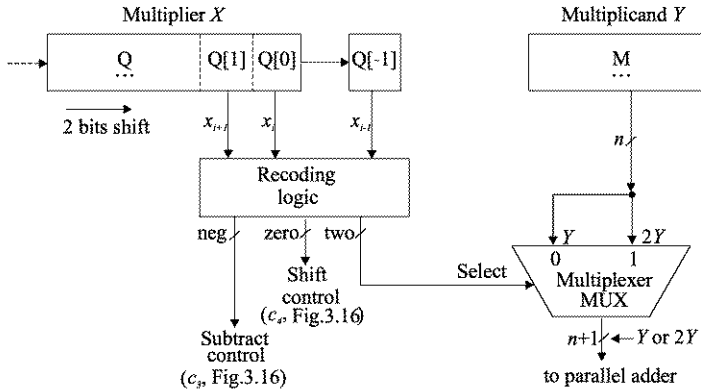 Multiplier X
Multiplicand Y
Q
...
Q[1]
Q[0]
Q[-1]
M
...
2 bits shift
x_{i+1}
x_i
x_{i-1}
n
Recoding
logic
neg
zero
two
Y
2Y
0
1
Shift
control
(c_4, Fig.3.16)
Select
Multiplexer
MUX
Subtract
control
(c_3, Fig.3.16)
n+1
Y or 2Y
to parallel adder